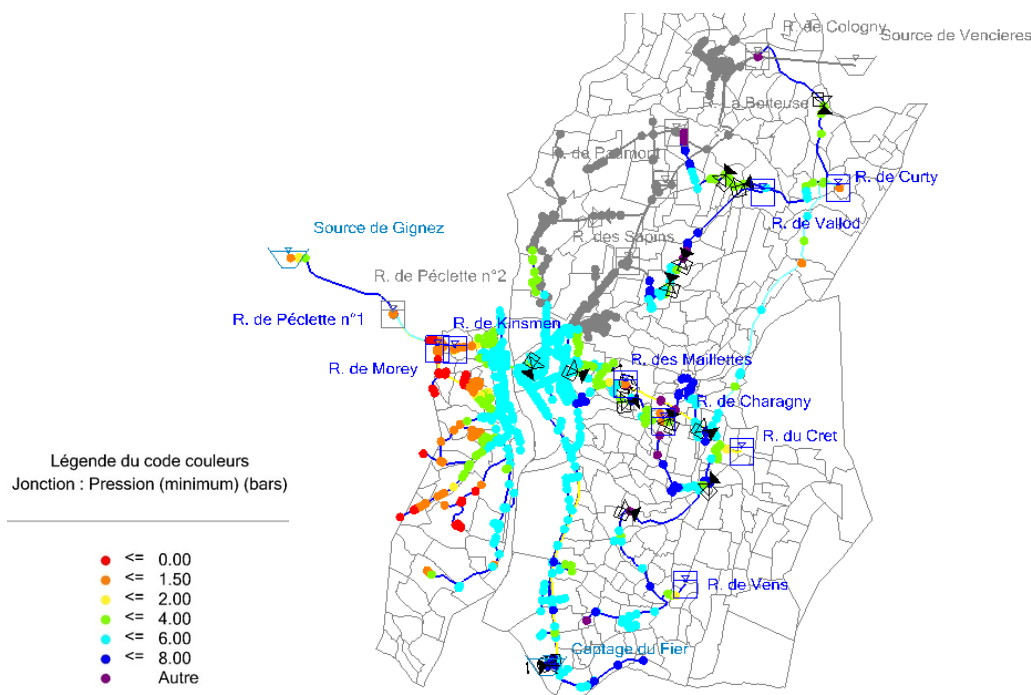 R. de Cologny
Source de Vencieres
R. La Boiteuse
R. de Paumont
R. de Curty
R. de Vallod
Source de Gignez
R. des Sapins
R. de Péclette n°2
R. de Péclette n°1
R. de Kinsmen
R. de Morey
R. des Maillettes
R. de Charagny
R. du Cret
Légende du code couleurs
Jonction : Pression (minimum) (bars)
<= 0.00
<= 1.50
<= 2.00
<= 4.00
<= 6.00
<= 8.00
Autre
R. de Vens
Captage du Fier